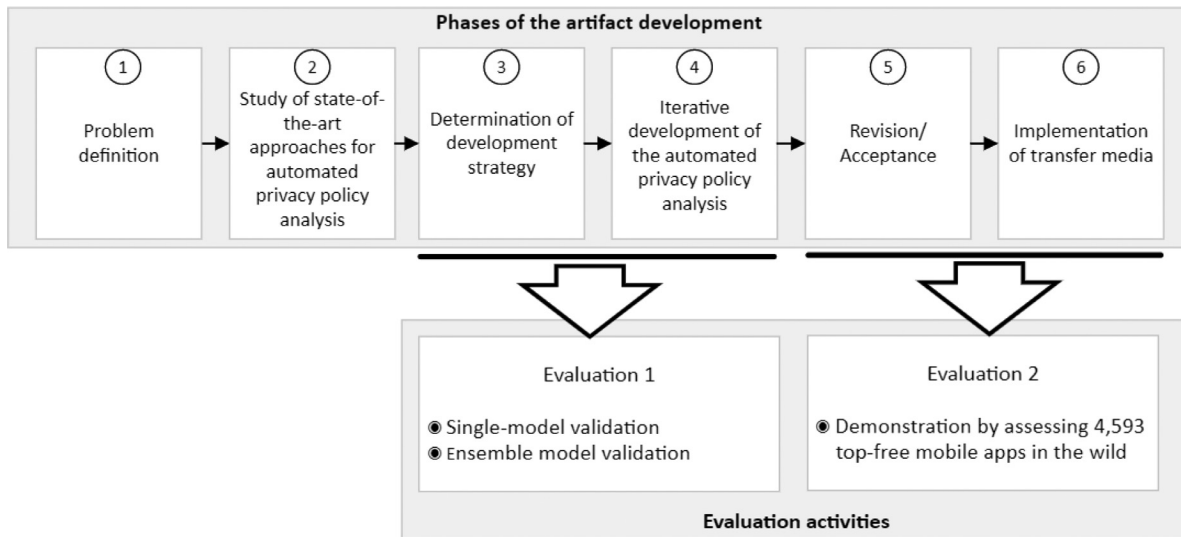 Phases of the artifact development
1
Problem
definition
2
Study of state-of-
the-art
approaches for
automated
privacy policy
analysis
3
Determination of
development
strategy
4
Iterative
development of
the automated
privacy policy
analysis
5
Revision/
Acceptance
6
Implementation
of transfer media
Evaluation 1
◉ Single-model validation
◉ Ensemble model validation
Evaluation 2
◉ Demonstration by assessing 4,593
top-free mobile apps in the wild
Evaluation activities